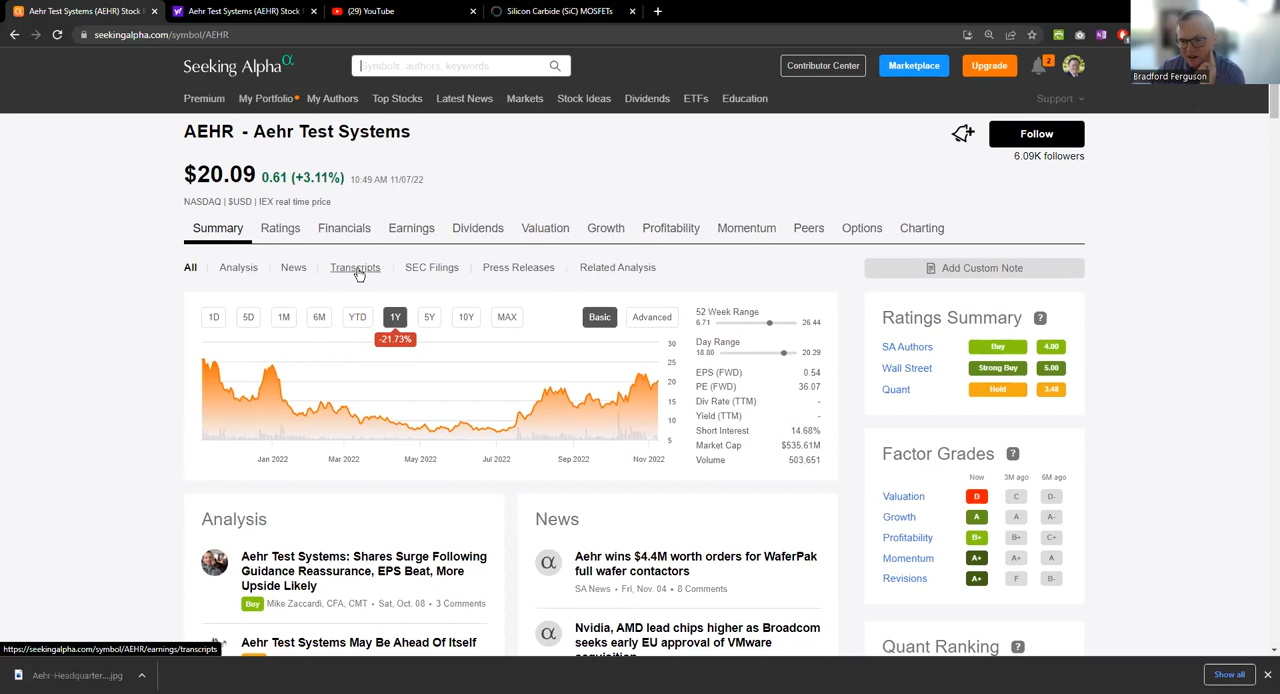 Aehr Test Systems (AEHR) Stock
Aehr Test Systems (AEHR) Stock
(29) YouTube
Silicon Carbide (SiC) MOSFETs
seekingalpha.com/symbol/AEHR
Bradford Ferguson
Seeking Alpha α
Symbols, authors, keywords
Contributor Center
Marketplace
Upgrade
2
Premium
My Portfolio
My Authors
Top Stocks
Latest News
Markets
Stock Ideas
Dividends
ETFs
Education
Support
AEHR - Aehr Test Systems
Follow
6.09K followers
$20.09 0.61 (+3.11%) 10:49 AM 11/07/22
NASDAQ | $USD | IEX real time price
Summary
Ratings
Financials
Earnings
Dividends
Valuation
Growth
Profitability
Momentum
Peers
Options
Charting
All
Analysis
News
Transcripts
SEC Filings
Press Releases
Related Analysis
Add Custom Note
1D
5D
1M
6M
YTD
1Y
5Y
10Y
MAX
-21.73%
Basic
Advanced
30
25
20
15
10
5
Jan 2022
Mar 2022
May 2022
Jul 2022
Sep 2022
Nov 2022
52 Week Range
6.71 26.44
Day Range
18.80 20.29
EPS (FWD) 0.54
PE (FWD) 36.07
Div Rate (TTM) -
Yield (TTM) -
Short Interest 14.68%
Market Cap $535.61M
Volume 503,651
Ratings Summary ?
SA Authors Buy 4.00
Wall Street Strong Buy 5.00
Quant Hold 3.48
Factor Grades ?
Now 3M ago 6M ago
Valuation D C D-
Growth A A A-
Profitability B+ B+ C+
Momentum A+ A+ A
Revisions A+ F B-
Quant Ranking ?
Analysis
Aehr Test Systems: Shares Surge Following
Guidance Reassurance, EPS Beat, More
Upside Likely
Buy Mike Zaccardi, CFA, CMT • Sat, Oct. 08 • 3 Comments
Aehr Test Systems May Be Ahead Of Itself
News
Aehr wins $4.4M worth orders for WaferPak
full wafer contactors
SA News • Fri, Nov. 04 • 8 Comments
Nvidia, AMD lead chips higher as Broadcom
seeks early EU approval of VMware
acquisition
https://seekingalpha.com/symbol/AEHR/earnings/transcripts
Aehr-Headquarter....jpg
Show all